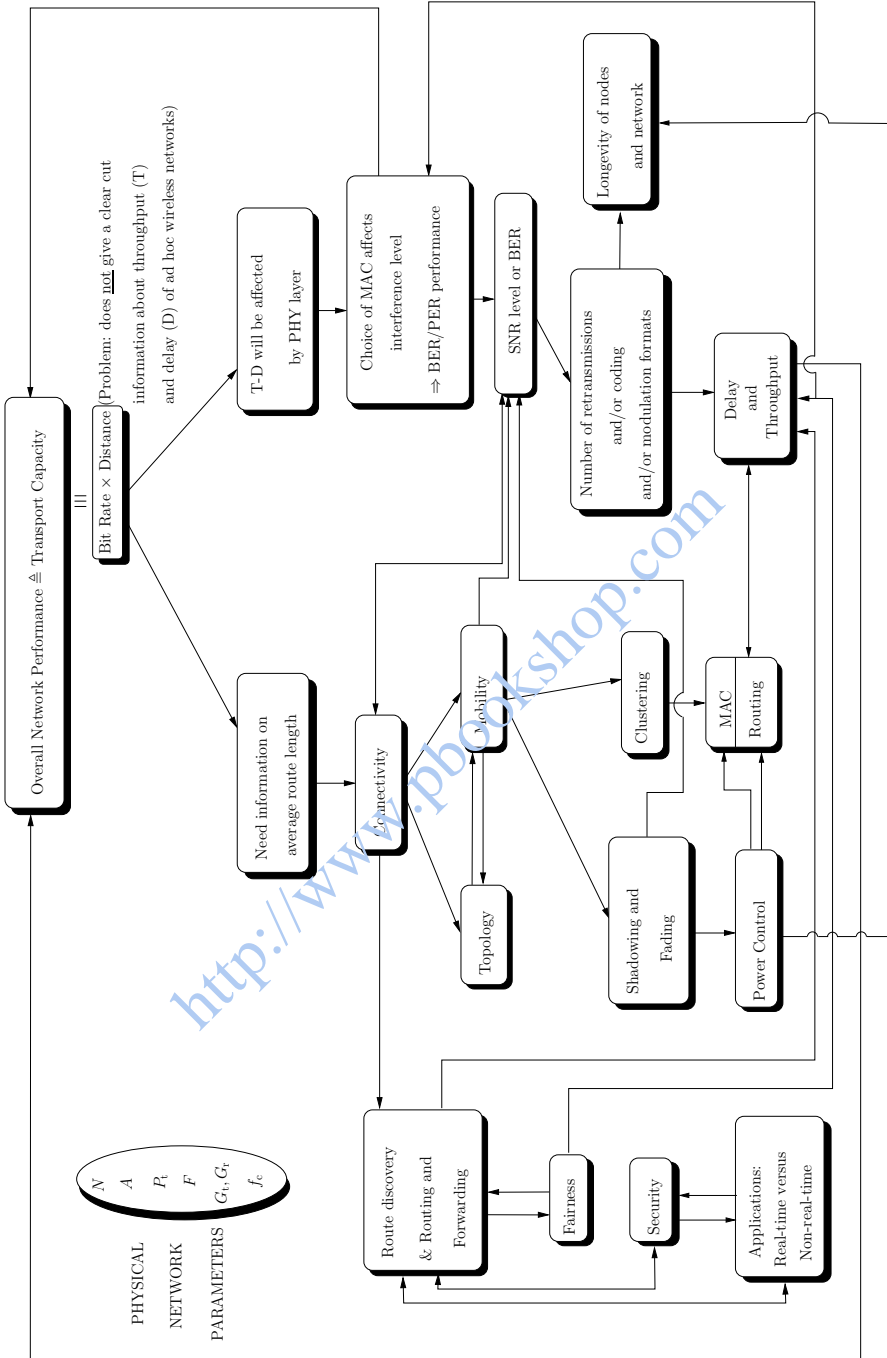 Overall Network Performance ≜ Transport Capacity
≡
Bit Rate × Distance
(Problem: does not give a clear cut
information about throughput (T)
and delay (D) of ad hoc wireless networks)
PHYSICAL
NETWORK
PARAMETERS
N
A
Pt
F
Gt, Gr
fc
Need information on
average route length
T-D will be affected
by PHY layer
Route discovery
& Routing and
Forwarding
Connectivity
Choice of MAC affects
interference level
⇒ BER/PER performance
Topology
Mobility
SNR level or BER
Fairness
Shadowing and
Fading
Clustering
Number of retransmissions
and/or coding
and/or modulation formats
Longevity of nodes
and network
Security
Applications:
Real-time versus
Non-real-time
Power Control
MAC
Routing
Delay
and
Throughput
http://www.pbookshop.com